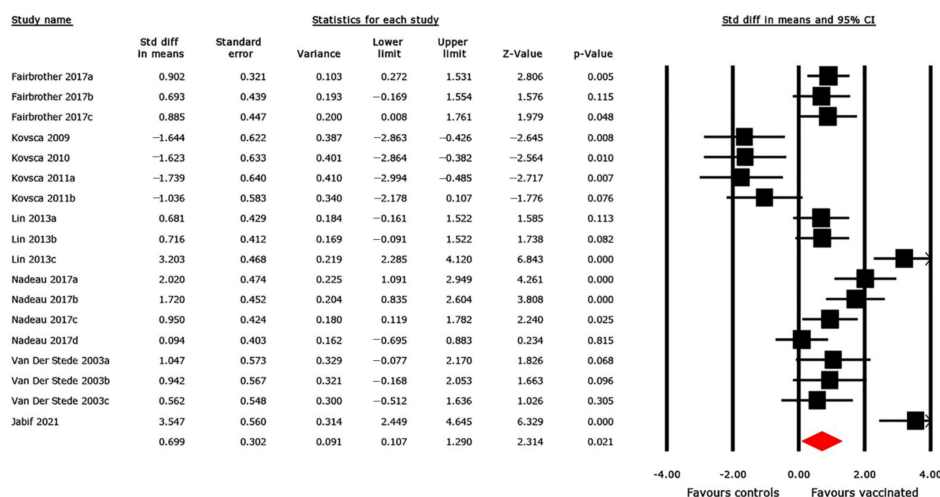 Study name Statistics for each study Std diff in means and 95% CI
Std diff in means Standard error Variance Lower limit Upper limit Z-Value p-Value
Fairbrother 2017a 0.902 0.321 0.103 0.272 1.531 2.806 0.005
Fairbrother 2017b 0.693 0.439 0.193 −0.169 1.554 1.576 0.115
Fairbrother 2017c 0.885 0.447 0.200 0.008 1.761 1.979 0.048
Kovsca 2009 −1.644 0.622 0.387 −2.863 −0.426 −2.645 0.008
Kovsca 2010 −1.623 0.633 0.401 −2.864 −0.382 −2.564 0.010
Kovsca 2011a −1.739 0.640 0.410 −2.994 −0.485 −2.717 0.007
Kovsca 2011b −1.036 0.583 0.340 −2.178 0.107 −1.776 0.076
Lin 2013a 0.681 0.429 0.184 −0.161 1.522 1.585 0.113
Lin 2013b 0.716 0.412 0.169 −0.091 1.522 1.738 0.082
Lin 2013c 3.203 0.468 0.219 2.285 4.120 6.843 0.000
Nadeau 2017a 2.020 0.474 0.225 1.091 2.949 4.261 0.000
Nadeau 2017b 1.720 0.452 0.204 0.835 2.604 3.808 0.000
Nadeau 2017c 0.950 0.424 0.180 0.119 1.782 2.240 0.025
Nadeau 2017d 0.094 0.403 0.162 −0.695 0.883 0.234 0.815
Van Der Stede 2003a 1.047 0.573 0.329 −0.077 2.170 1.826 0.068
Van Der Stede 2003b 0.942 0.567 0.321 −0.168 2.053 1.663 0.096
Van Der Stede 2003c 0.562 0.548 0.300 −0.512 1.636 1.026 0.305
Jabif 2021 3.547 0.560 0.314 2.449 4.645 6.329 0.000
0.699 0.302 0.091 0.107 1.290 2.314 0.021
-4.00 -2.00 0.00 2.00 4.00
Favours controls Favours vaccinated